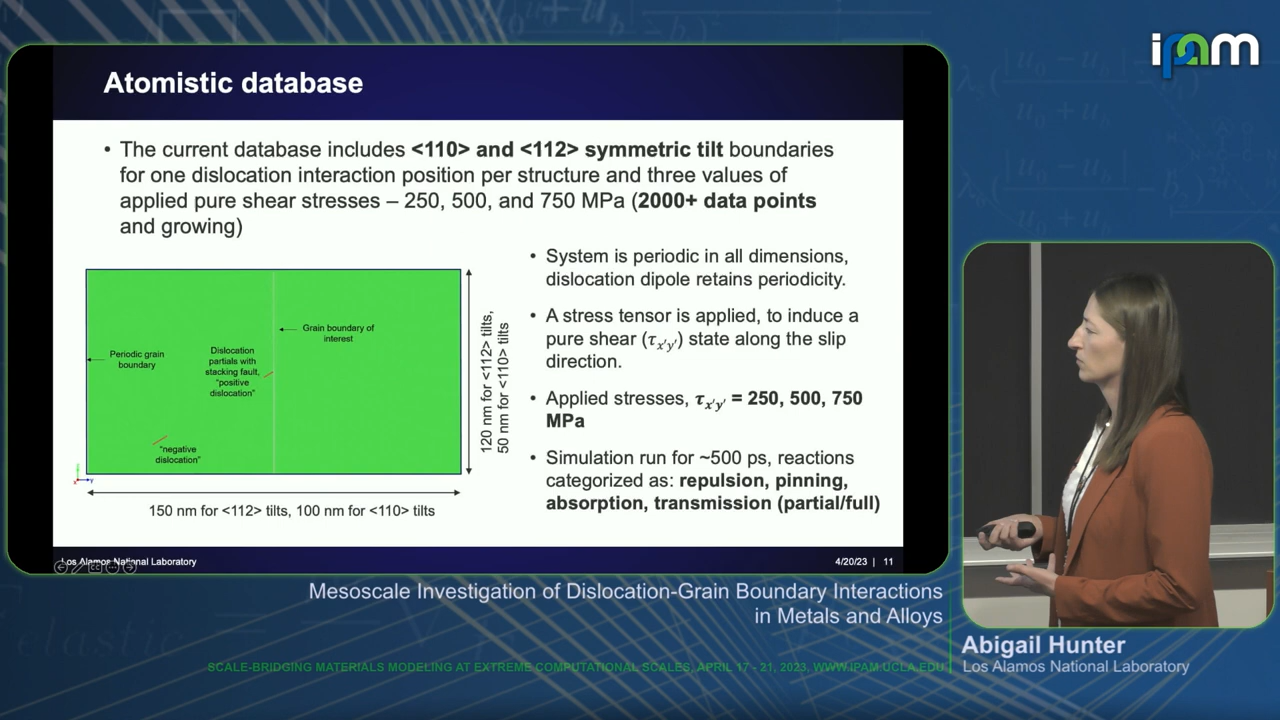 ipam
Atomistic database
• The current database includes <110> and <112> symmetric tilt boundaries
for one dislocation interaction position per structure and three values of
applied pure shear stresses – 250, 500, and 750 MPa (2000+ data points
and growing)
Periodic grain
boundary
Dislocation
partials with
stacking fault,
"positive
dislocation"
Grain boundary of
interest
"negative
dislocation"
120 nm for <112> tilts,
50 nm for <110> tilts
150 nm for <112> tilts, 100 nm for <110> tilts
• System is periodic in all dimensions,
dislocation dipole retains periodicity.
• A stress tensor is applied, to induce a
pure shear (τx'y') state along the slip
direction.
• Applied stresses, τx'y' = 250, 500, 750
MPa
• Simulation run for ~500 ps, reactions
categorized as: repulsion, pinning,
absorption, transmission (partial/full)
Los Alamos National Laboratory
4/20/23 | 11
Mesoscale Investigation of Dislocation-Grain Boundary Interactions
in Metals and Alloys
Abigail Hunter
Los Alamos National Laboratory
SCALE-BRIDGING MATERIALS MODELING AT EXTREME COMPUTATIONAL SCALES, APRIL 17 - 21, 2023, WWW.IPAM.UCLA.EDU